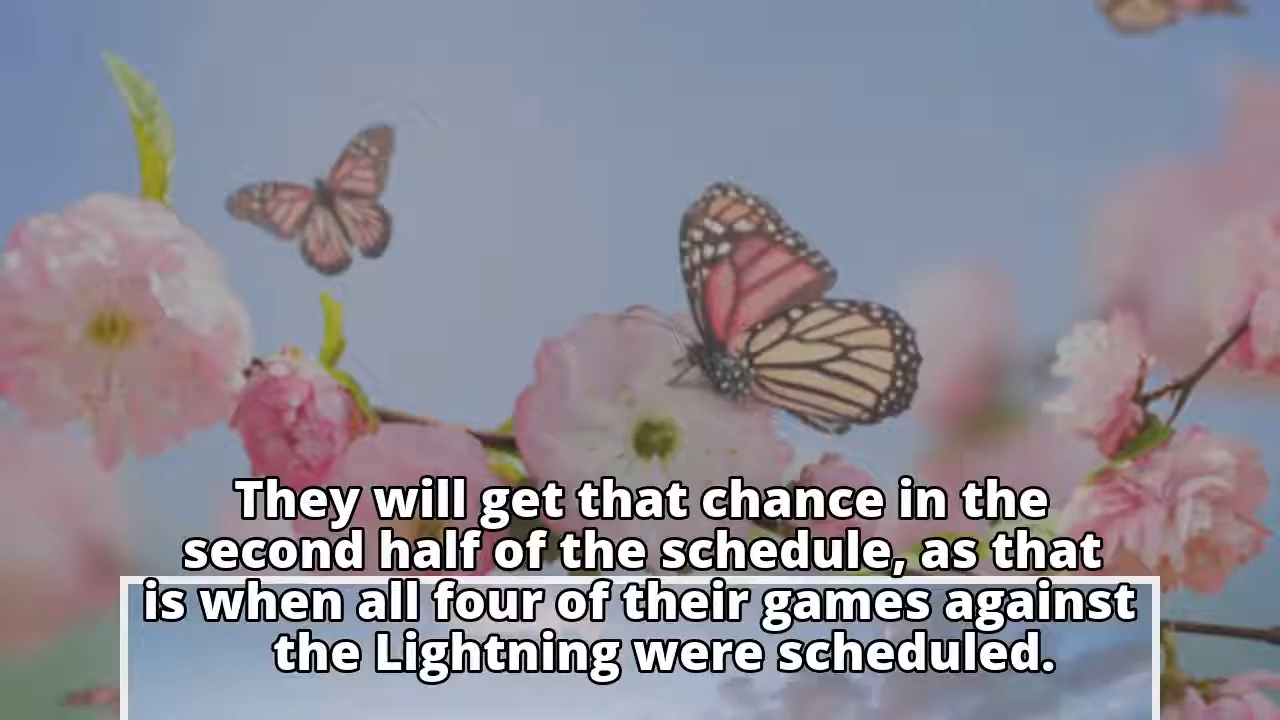 They will get that chance in the
second half of the schedule, as that
is when all four of their games against
the Lightning were scheduled.